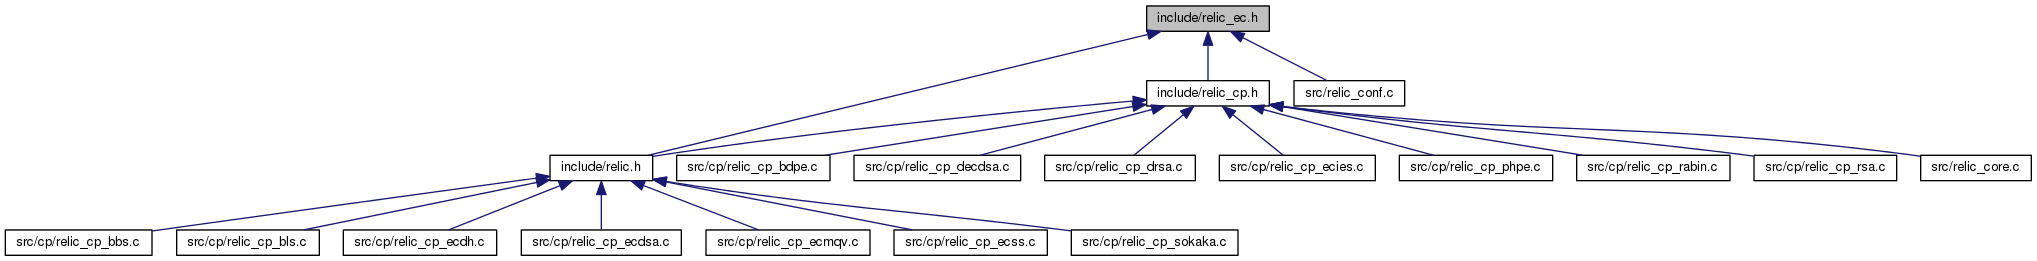 include/relic_ec.h
include/relic_cp.h
src/relic_conf.c
include/relic.h
src/cp/relic_cp_bdpe.c
src/cp/relic_cp_decdsa.c
src/cp/relic_cp_drsa.c
src/cp/relic_cp_ecies.c
src/cp/relic_cp_phpe.c
src/cp/relic_cp_rabin.c
src/cp/relic_cp_rsa.c
src/relic_core.c
src/cp/relic_cp_bbs.c
src/cp/relic_cp_bls.c
src/cp/relic_cp_ecdh.c
src/cp/relic_cp_ecdsa.c
src/cp/relic_cp_ecmqv.c
src/cp/relic_cp_ecss.c
src/cp/relic_cp_sokaka.c